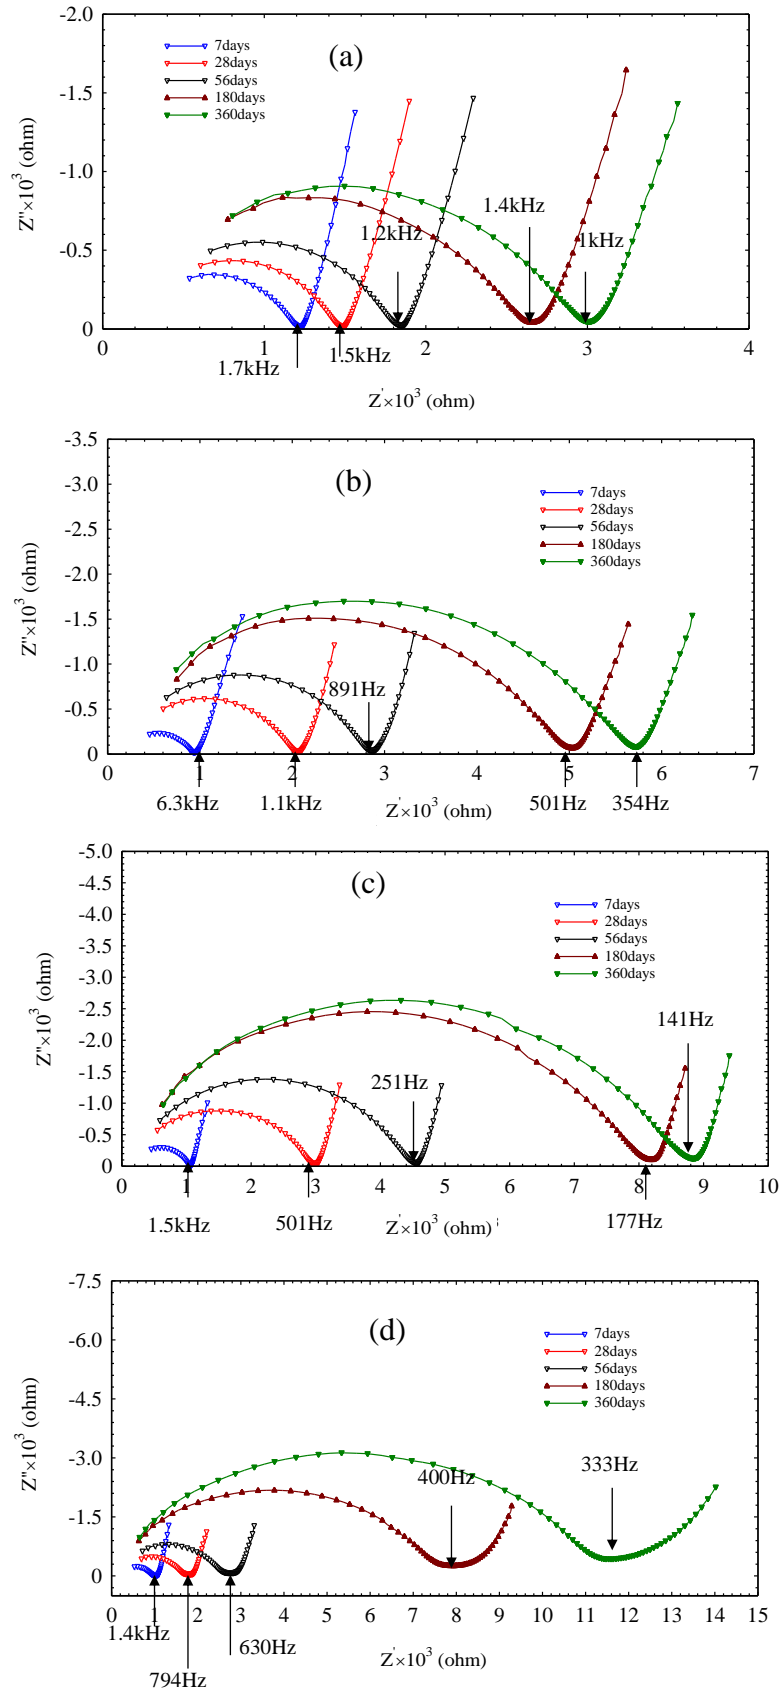 -2.0
(a)
7days
28days
56days
180days
360days
-1.5
-1.0
Z''×10³ (ohm)
1.4kHz
1.2kHz
1kHz
-0.5
0
0 1 2 3 4
1.7kHz 1.5kHz
Z'×10³ (ohm)
-3.5
(b)
7days
28days
56days
180days
360days
-3.0
-2.5
-2.0
Z''×10³ (ohm)
-1.5
-1.0
891Hz
-0.5
0
0 1 2 3 4 5 6 7
6.3kHz 1.1kHz 501Hz 354Hz
Z'×10³ (ohm)
-5.0
(c)
-4.5
7days
28days
56days
180days
360days
-4.0
-3.5
-3.0
Z''×10³ (ohm)
-2.5
141Hz
-2.0
-1.5
251Hz
-1.0
-0.5
0
0 1 2 3 4 5 6 7 8 9 10
1.5kHz 501Hz 177Hz
Z'×10³ (ohm)
-7.5
(d)
7days
28days
56days
180days
360days
-6.0
-4.5
Z''×10³ (ohm)
-3.0
400Hz 333Hz
-1.5
0
0 1 2 3 4 5 6 7 8 9 10 11 12 13 14 15
1.4kHz
630Hz
794Hz
Z'×10³ (ohm)